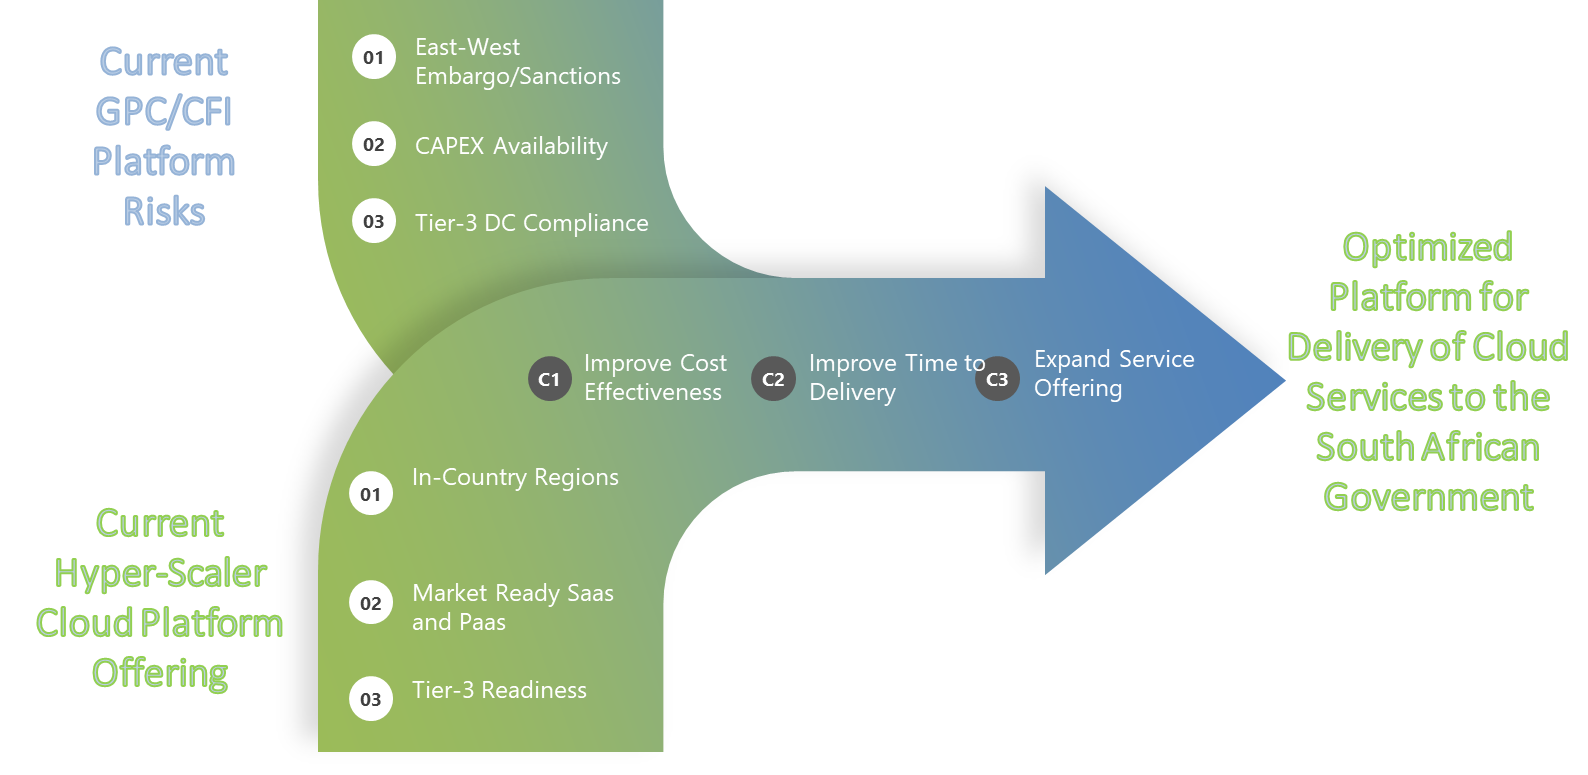 Current
GPC/CFI
Platform
Risks
01
East-West
Embargo/Sanctions
02
CAPEX Availability
03
Tier-3 DC Compliance
C1
Improve Cost
Effectiveness
C2
Improve Time to
Delivery
C3
Expand Service
Offering
Current
Hyper-Scaler
Cloud Platform
Offering
01
In-Country Regions
02
Market Ready Saas
and Paas
03
Tier-3 Readiness
Optimized
Platform for
Delivery of Cloud
Services to the
South African
Government